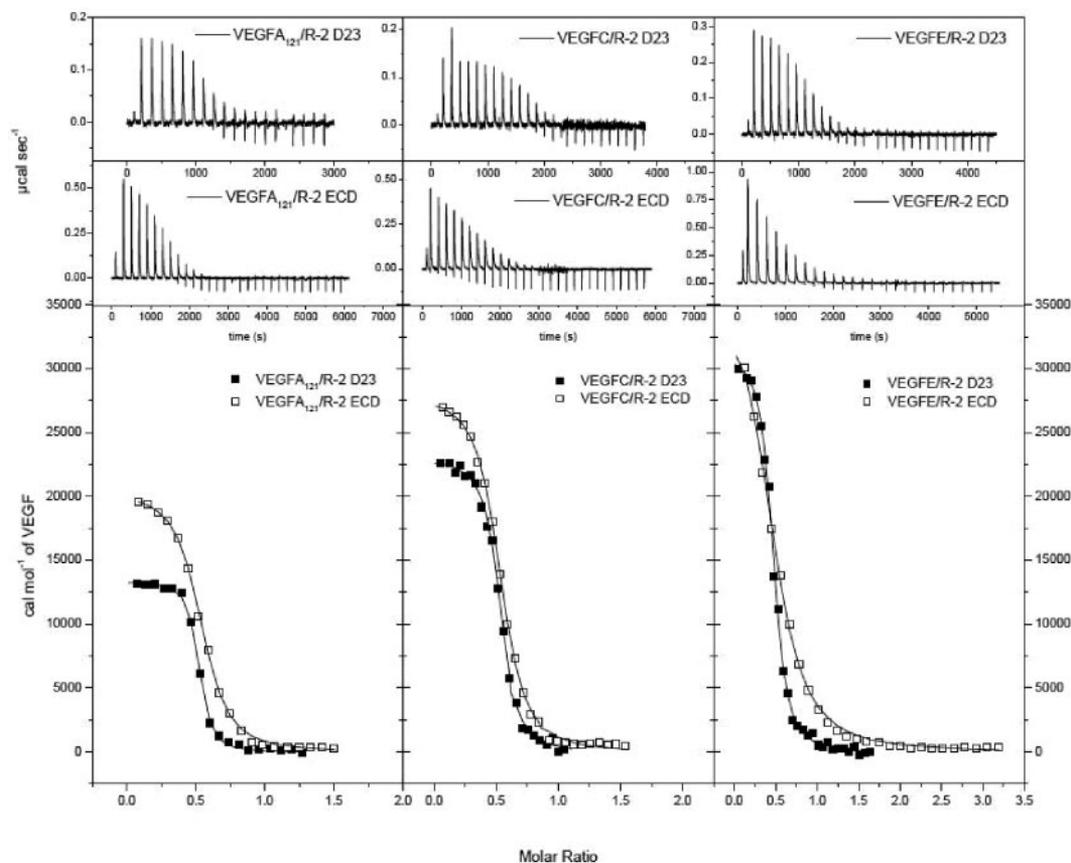 VEGFA121/R-2 D23
0.2
0.1
0.0
0 1000 2000 3000
VEGFC/R-2 D23
0.2
0.1
0.0
0 1000 2000 3000 4000
VEGFE/R-2 D23
0.3
0.2
0.1
0.0
0 1000 2000 3000 4000
µcal sec-1
VEGFA121/R-2 ECD
0.50
0.25
0.00
0 1000 2000 3000 4000 5000 6000 7000
time (s)
VEGFC/R-2 ECD
0.50
0.25
0.00
0 1000 2000 3000 4000 5000 6000 7000
time (s)
VEGFE/R-2 ECD
1.00
0.75
0.50
0.25
0.00
0 1000 2000 3000 4000 5000
time (s)
cal mol-1 of VEGF
35000
30000
25000
20000
15000
10000
5000
0
VEGFA121/R-2 D23
VEGFA121/R-2 ECD
VEGFC/R-2 D23
VEGFC/R-2 ECD
VEGFE/R-2 D23
VEGFE/R-2 ECD
35000
30000
25000
20000
15000
10000
5000
0
0.0 0.5 1.0 1.5 2.0
0.0 0.5 1.0 1.5 2.0
0.0 0.5 1.0 1.5 2.0 2.5 3.0 3.5
Molar Ratio